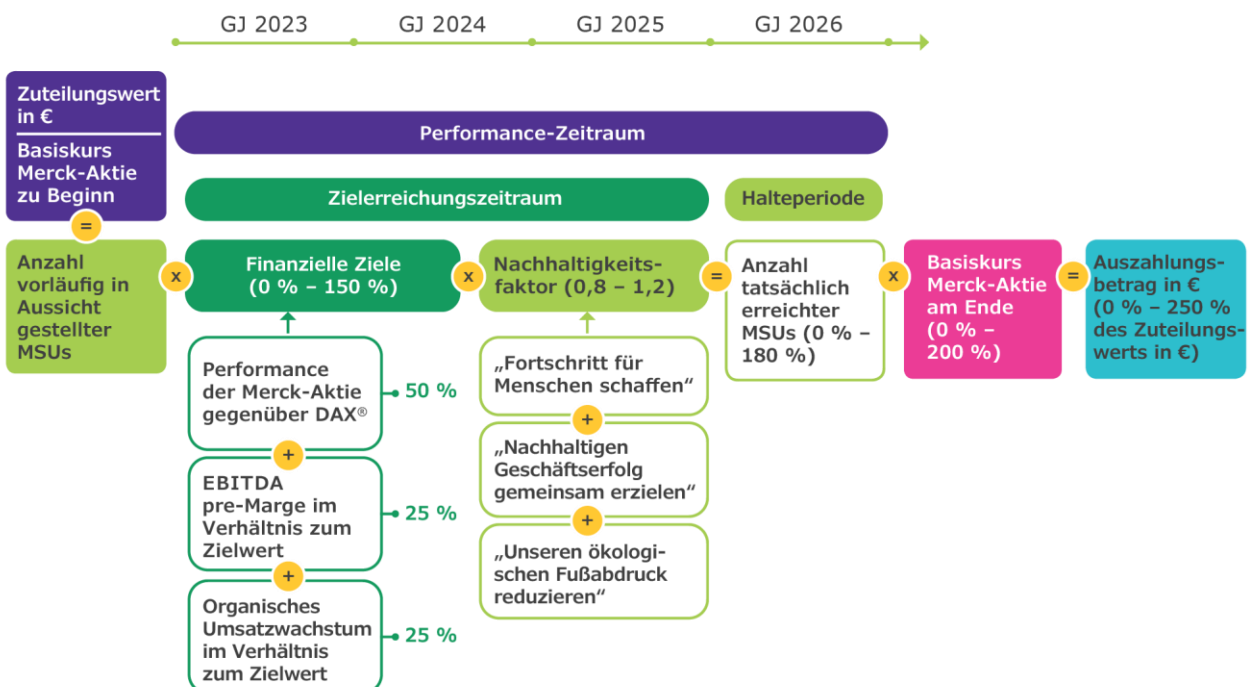 GJ 2023
GJ 2024
GJ 2025
GJ 2026
Zuteilungswert
in €
Basiskurs
Merck-Aktie
zu Beginn
Performance-Zeitraum
Zielerreichungszeitraum
Halteperiode
=
Anzahl
vorläufig in
Aussicht
gestellter
MSUs
x
Finanzielle Ziele
(0 % – 150 %)
x
Nachhaltigkeits-
faktor (0,8 – 1,2)
=
Anzahl
tatsächlich
erreichter
MSUs (0 % –
180 %)
x
Basiskurs
Merck-Aktie
am Ende
(0 % –
200 %)
=
Auszahlungs-
betrag in €
(0 % – 250 %
des Zuteilungs-
werts in €)
Performance
der Merck-Aktie
gegenüber DAX®
50 %
+
EBITDA
pre-Marge im
Verhältnis zum
Zielwert
25 %
+
Organisches
Umsatzwachstum
im Verhältnis
zum Zielwert
25 %
„Fortschritt für
Menschen schaffen“
+
„Nachhaltigen
Geschäftserfolg
gemeinsam erzielen“
+
„Unseren ökologi-
schen Fußabdruck
reduzieren“